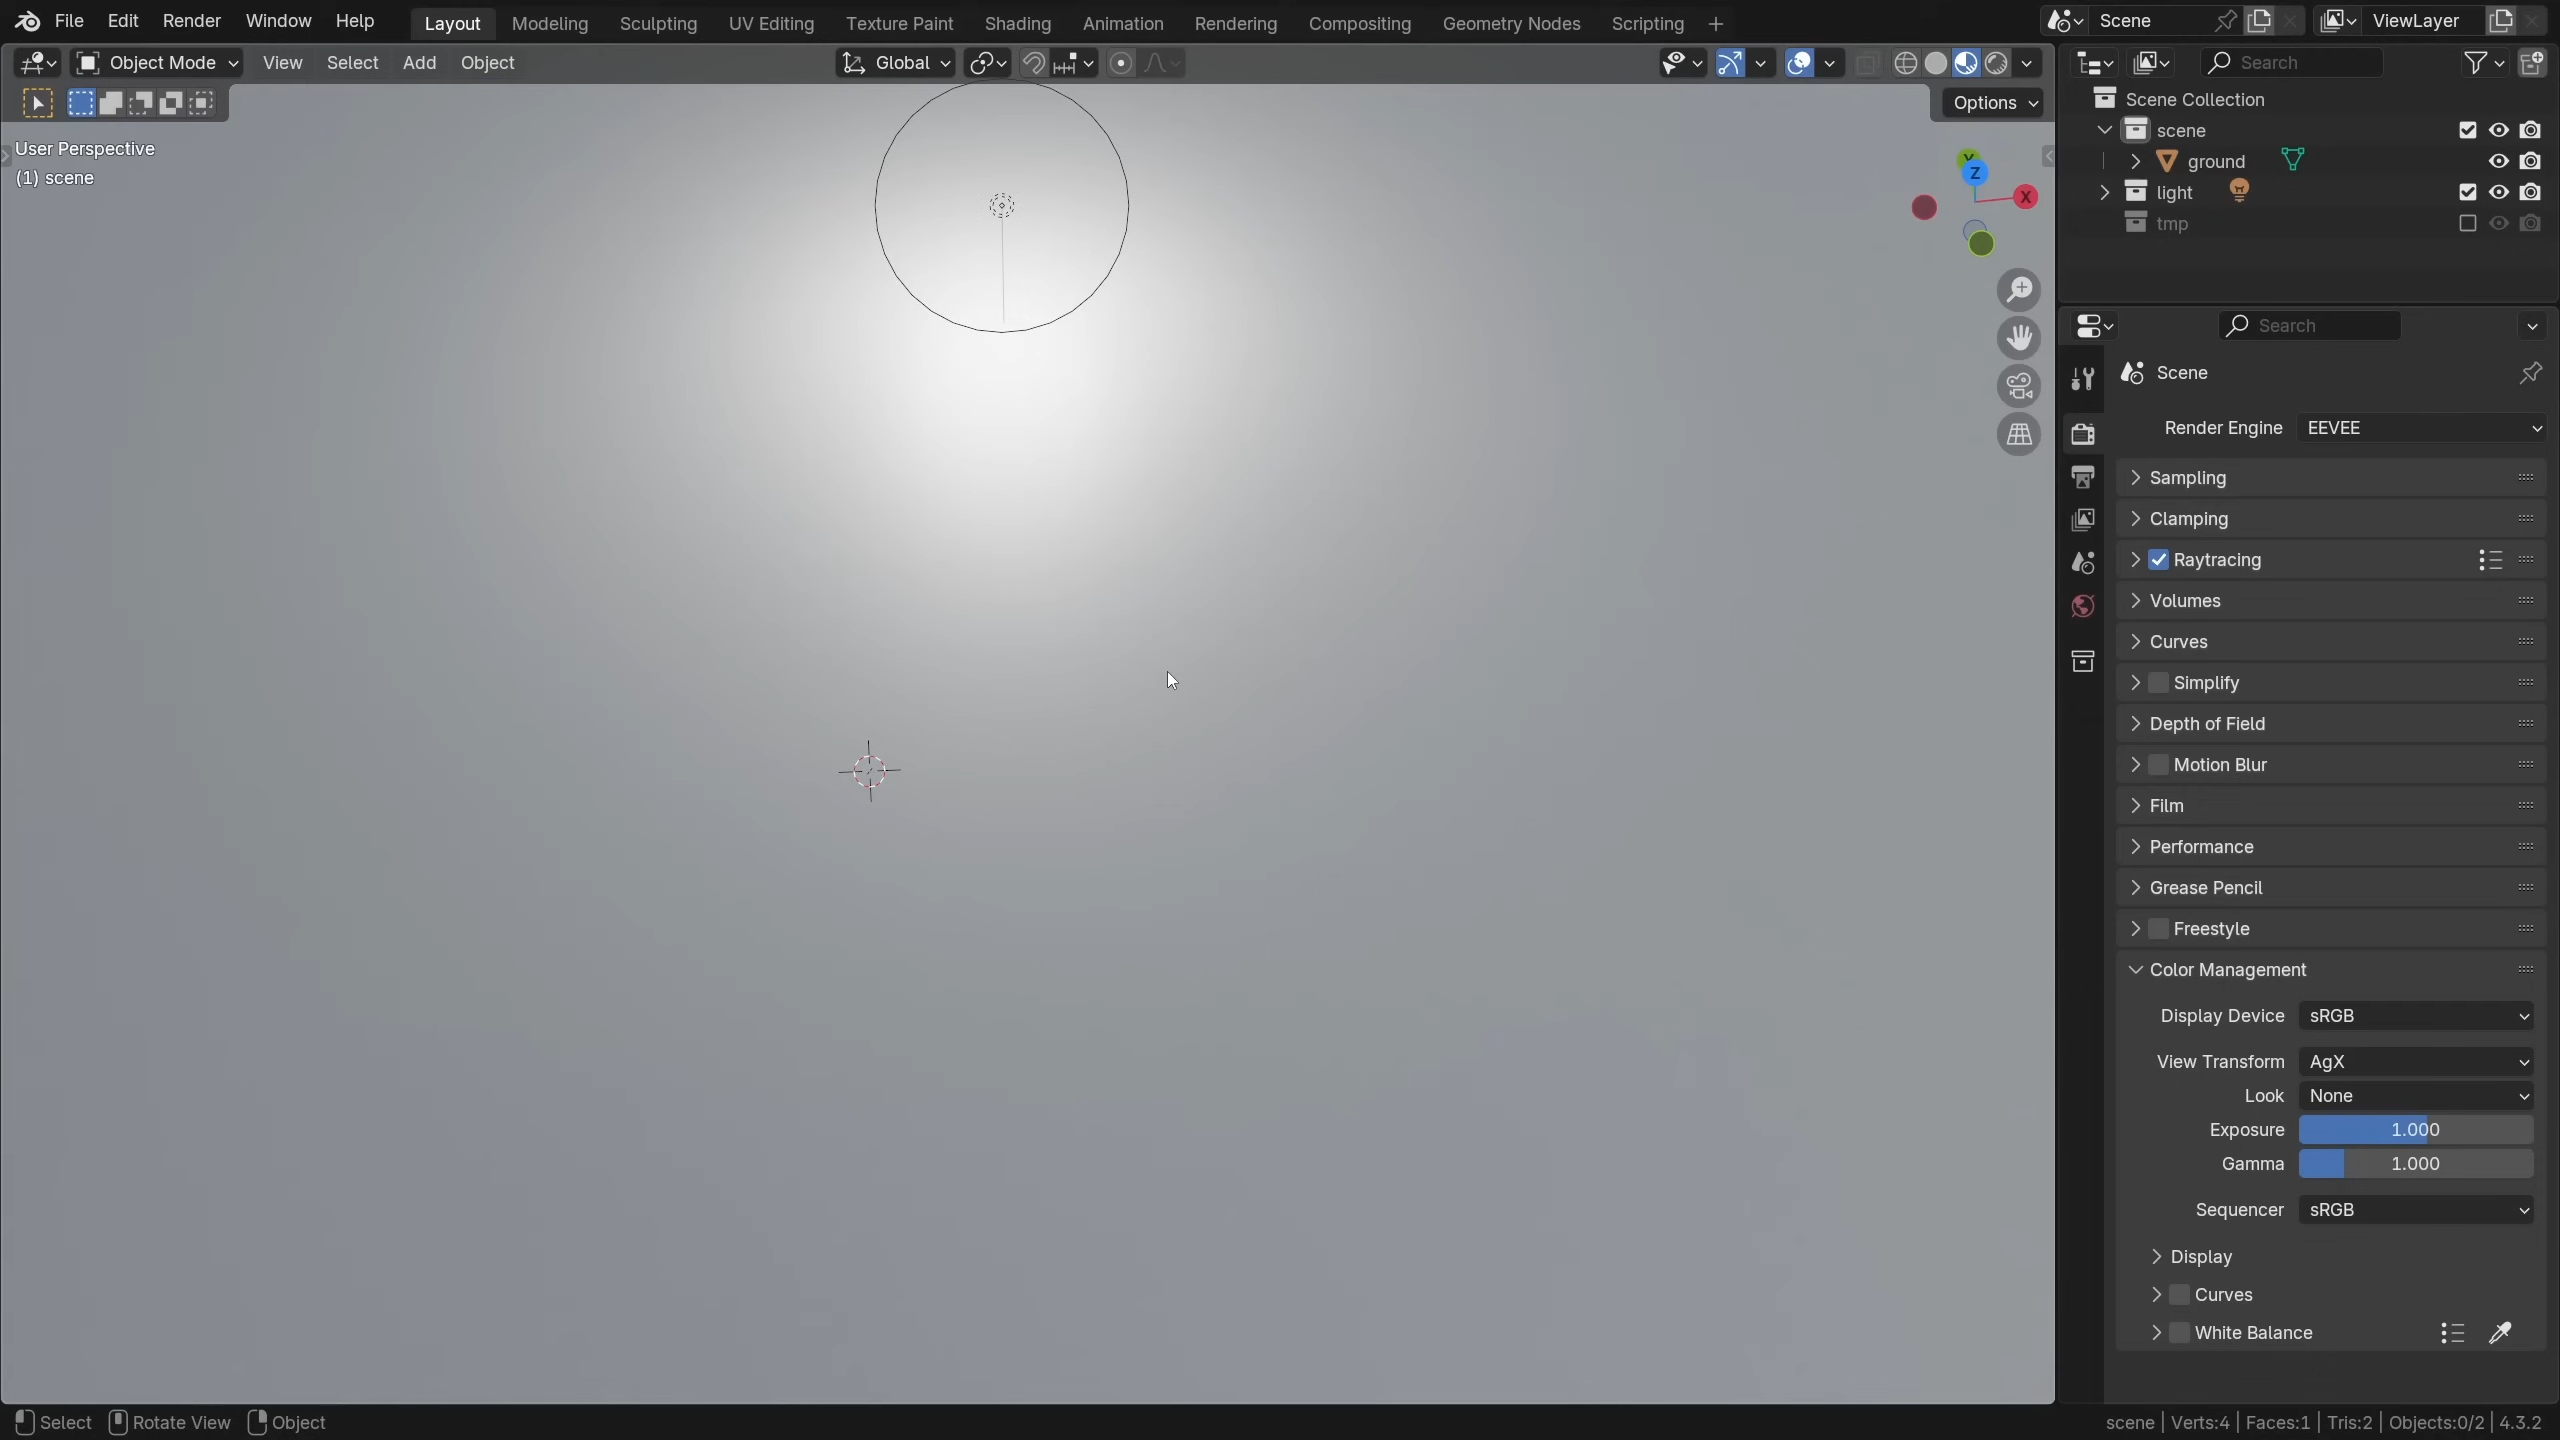 File Edit Render Window Help Layout Modeling Sculpting UV Editing Texture Paint Shading Animation Rendering Compositing Geometry Nodes Scripting Scene ViewLayer
Object Mode View Select Add Object Global Search
Options
User Perspective
(1) scene
Y
Z
X
Scene Collection
scene
ground
light
tmp
Search
Scene
Render Engine EEVEE
Sampling
Clamping
Raytracing
Volumes
Curves
Simplify
Depth of Field
Motion Blur
Film
Performance
Grease Pencil
Freestyle
Color Management
Display Device sRGB
View Transform AgX
Look None
Exposure 1.000
Gamma 1.000
Sequencer sRGB
Display
Curves
White Balance
Select Rotate View Object scene | Verts:4 | Faces:1 | Tris:2 | Objects:0/2 | 4.3.2